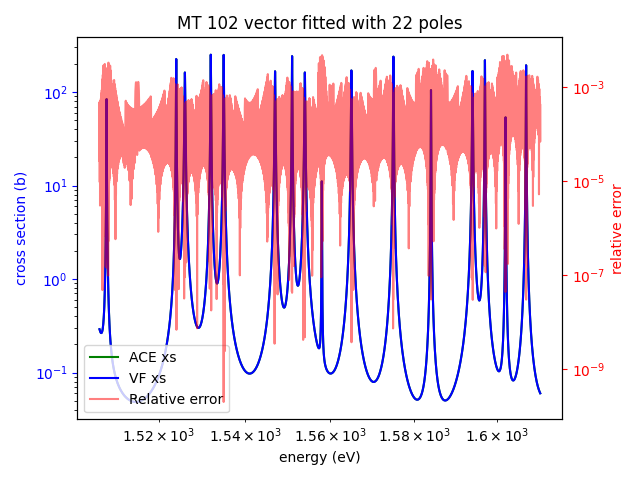 MT 102 vector fitted with 22 poles
cross section (b)
10²
10¹
10⁰
10⁻¹
10⁻³
10⁻⁵
10⁻⁷
10⁻⁹
relative error
ACE xs
VF xs
Relative error
1.52 × 10³
1.54 × 10³
1.56 × 10³
1.58 × 10³
1.6 × 10³
energy (eV)